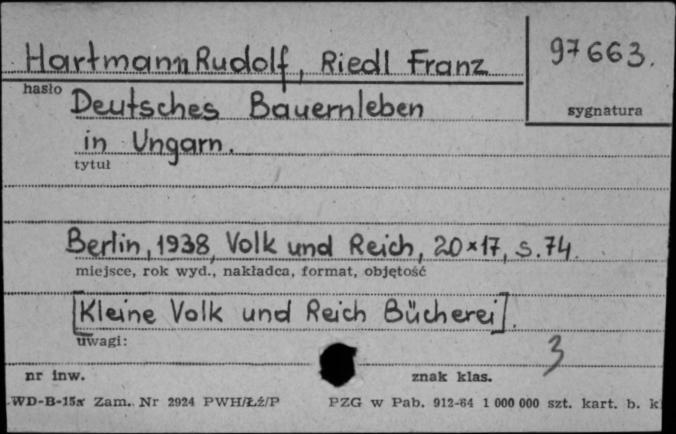 Hartmann Rudolf, Riedl Franz
97663.
hasło
sygnatura
Deutsches Bauernleben
in Ungarn.
tytuł
Berlin, 1938, Volk und Reich, 20×17, s. 74.
miejsce, rok wyd., nakładca, format, objętość
[Kleine Volk und Reich Bücherei].
uwagi:
3
nr inw.
znak klas.
WD-B-15a Zam. Nr 2924 PWH/Łż/P PZG w Pab. 912-64 1 000 000 szt. kart. b. k